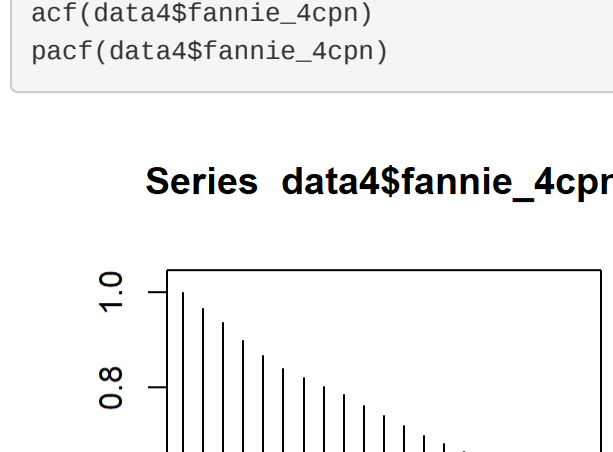 acf(data4$fannie_4cpn)
pacf(data4$fannie_4cpn)
Series data4$fannie_4cpn
1.0
0.8